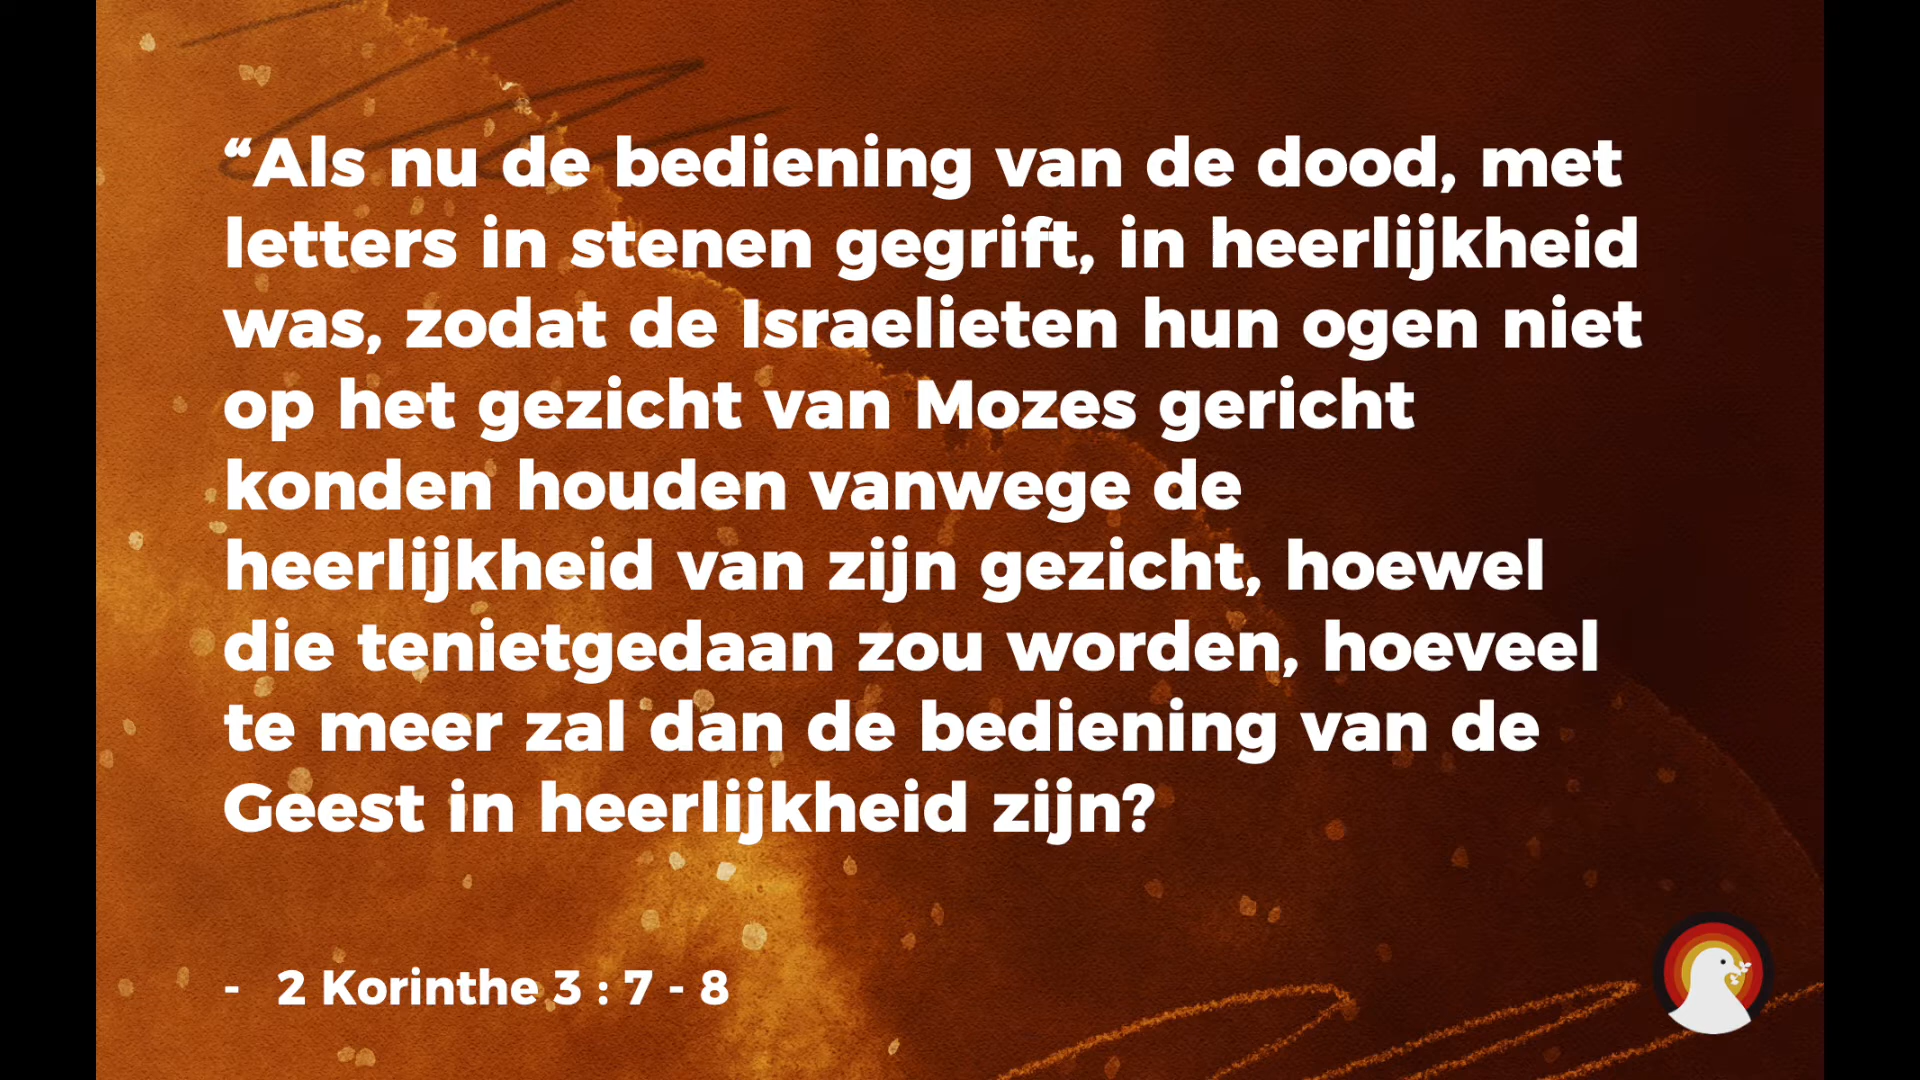 “Als nu de bediening van de dood, met
letters in stenen gegrift, in heerlijkheid
was, zodat de Israelieten hun ogen niet
op het gezicht van Mozes gericht
konden houden vanwege de
heerlijkheid van zijn gezicht, hoewel
die tenietgedaan zou worden, hoeveel
te meer zal dan de bediening van de
Geest in heerlijkheid zijn?
- 2 Korinthe 3 : 7 - 8